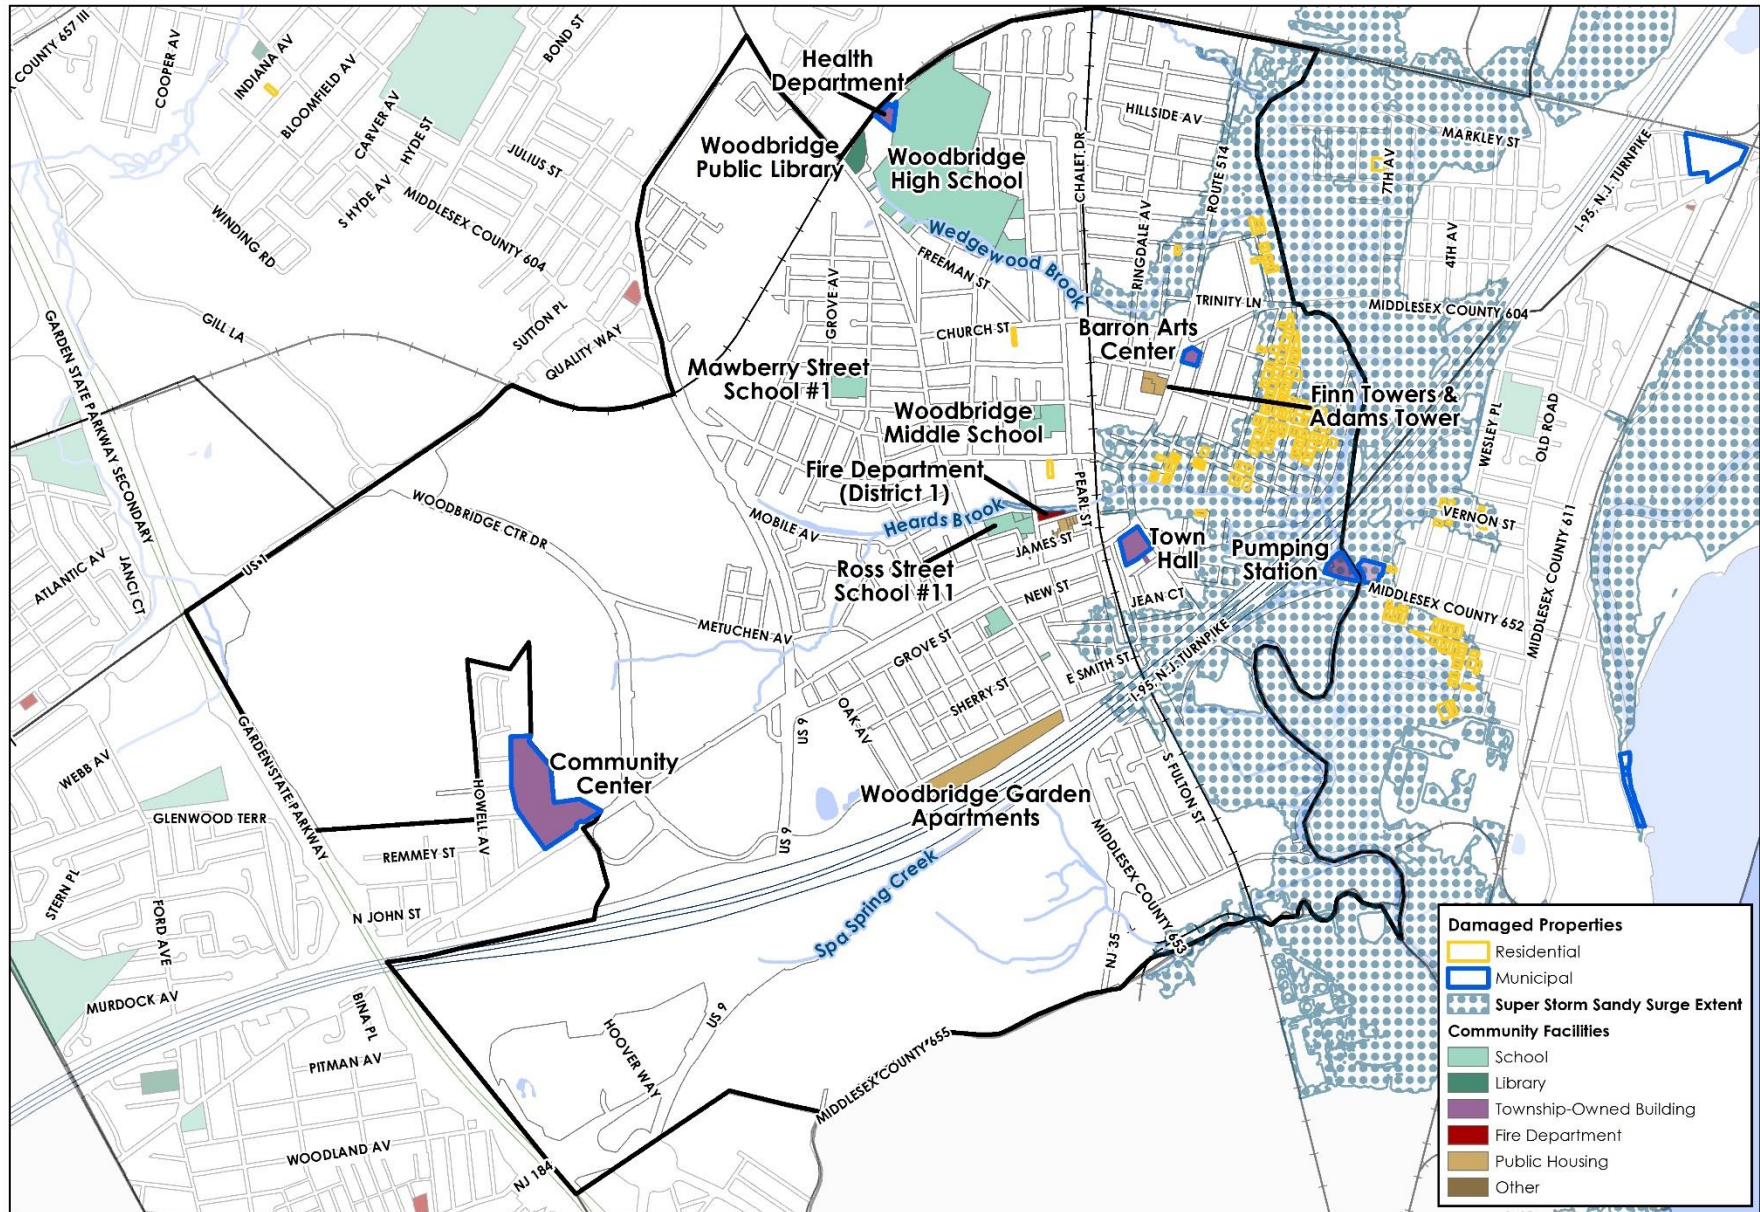 COUNTY 657 III
COOPER AV
INDIANA AV
BLOOMFIELD AV
CARVER AV
HYDE ST
S HYDE AV
BOND ST
JULIUS ST
WINDING RD
MIDDLESEX COUNTY 604
SUTTON PL
QUALITY WAY
GILL LA
GARDEN STATE PARKWAY SECONDARY
Health
Department
Woodbridge
Public Library
Woodbridge
High School
CHALET DR
HILLSIDE AV
ROUTE 514
MARKLEY ST
7TH AV
4TH AV
I-95, N.J. TURNPIKE
RINGDALE AV
Wedgewood Brook
FREEMAN ST
GROVE AV
CHURCH ST
TRINITY LN
MIDDLESEX COUNTY 604
Barron Arts
Center
Mawberry Street
School #1
Finn Towers &
Adams Tower
Woodbridge
Middle School
WESLEY PL
OLD ROAD
Fire Department
(District 1)
PEARL ST
Heards Brook
WOODBRIDGE CTR DR
MOBILE AV
JAMES ST
Town
Hall
Pumping
Station
VERNON ST
MIDDLESEX COUNTY 611
US 1
ATLANTIC AV
JANCI CT
Ross Street
School #11
NEW ST
JEAN CT
MIDDLESEX COUNTY 652
METUCHEN AV
GROVE ST
E SMITH ST
I-95, N.J. TURNPIKE
SHERRY ST
OAK AV
US 9
S FULTON ST
WEBB AV
GARDEN STATE PARKWAY
Community
Center
HOWELL AV
Woodbridge Garden
Apartments
GLENWOOD TERR
REMMEY ST
US 9
MIDDLESEX COUNTY 653
Spa Spring Creek
STERN PL
FORD AVE
N JOHN ST
NJ 35
MURDOCK AV
BINA PL
US 9
HOOVER WAY
PITMAN AV
MIDDLESEX COUNTY 655
WOODLAND AV
NJ 184
Damaged Properties
Residential
Municipal
Super Storm Sandy Surge Extent
Community Facilities
School
Library
Township-Owned Building
Fire Department
Public Housing
Other